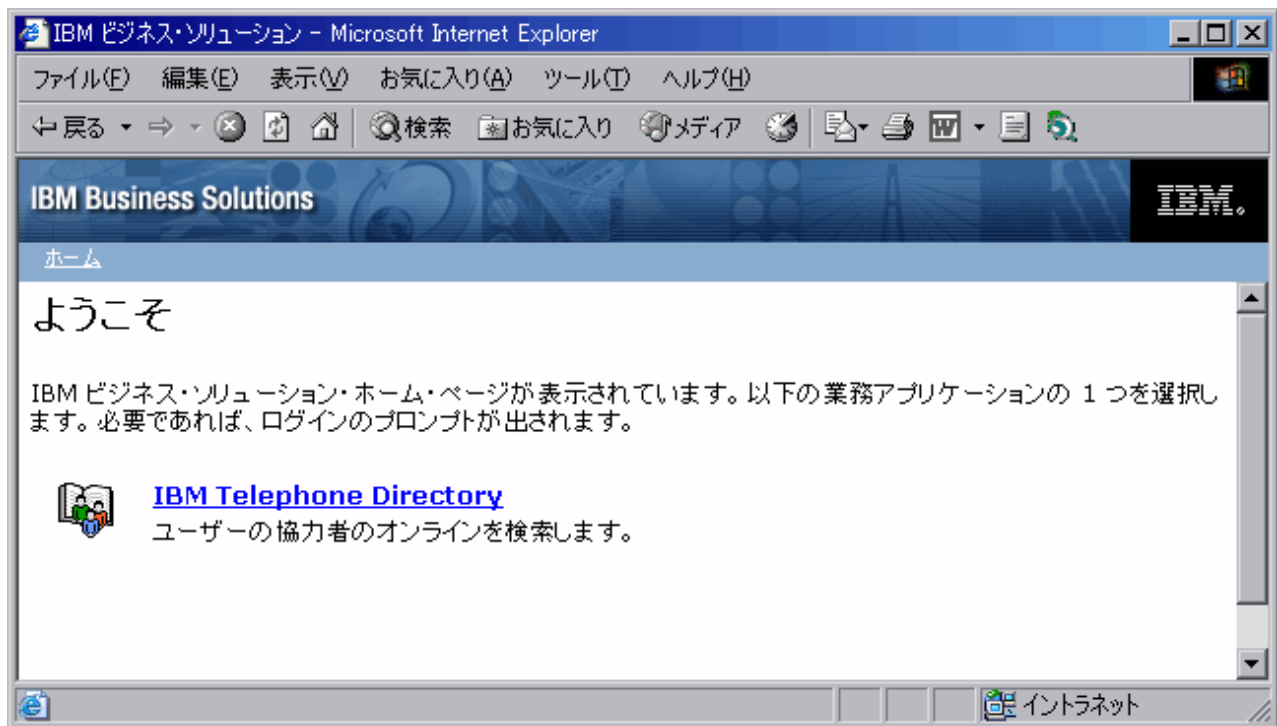 IBM ビジネス・ソリューション - Microsoft Internet Explorer
ファイル(F) 編集(E) 表示(V) お気に入り(A) ツール(T) ヘルプ(H)
戻る 検索 お気に入り メディア
IBM Business Solutions IBM.
ホーム
ようこそ
IBM ビジネス・ソリューション・ホーム・ページが表示されています。以下の業務アプリケーションの 1 つを選択し
ます。必要であれば、ログインのプロンプトが出されます。
IBM Telephone Directory
ユーザーの協力者のオンラインを検索します。
イントラネット